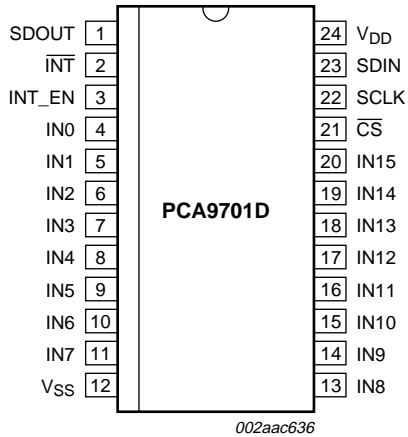 SDOUT 1 24 VDD
INT 2 23 SDIN
INT_EN 3 22 SCLK
IN0 4 21 CS
IN1 5 20 IN15
IN2 6 19 IN14
IN3 7 PCA9701D 18 IN13
IN4 8 17 IN12
IN5 9 16 IN11
IN6 10 15 IN10
IN7 11 14 IN9
VSS 12 13 IN8
002aac636